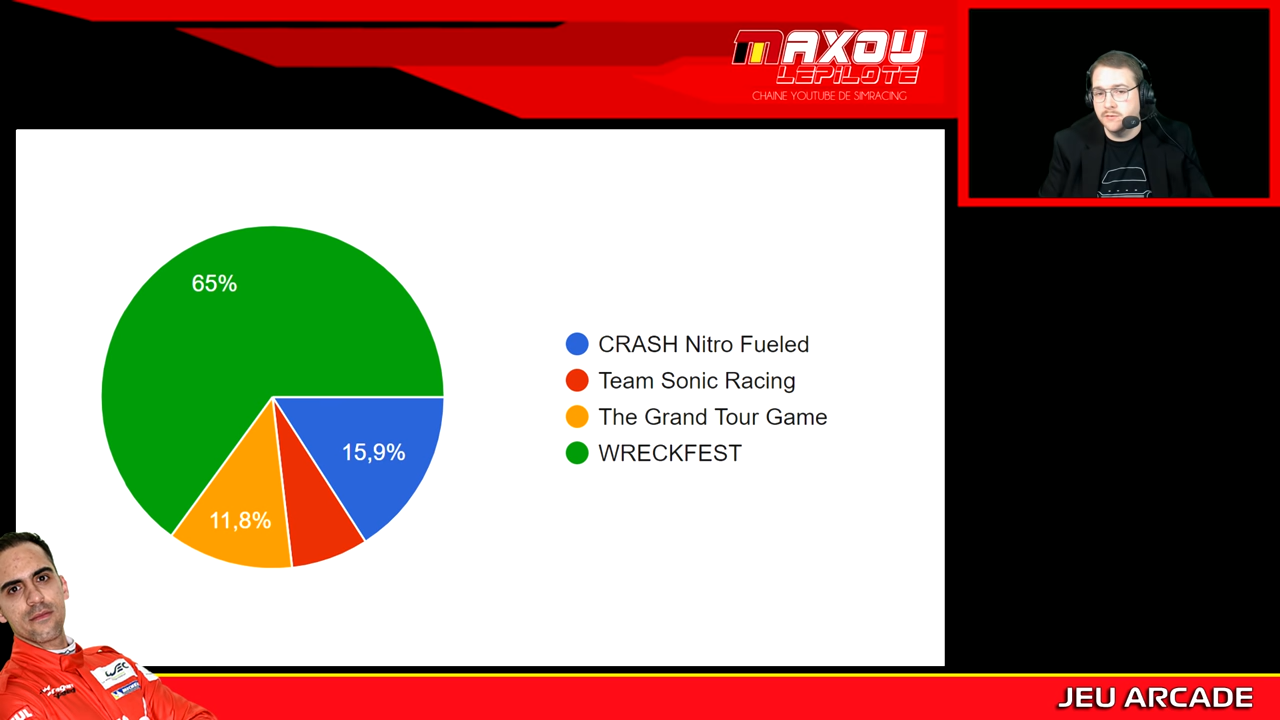 MAXOU
LEPILOTE
CHAINE YOUTUBE DE SIMRACING
65%
15,9%
11,8%
CRASH Nitro Fueled
Team Sonic Racing
The Grand Tour Game
WRECKFEST
WEC
JEU ARCADE